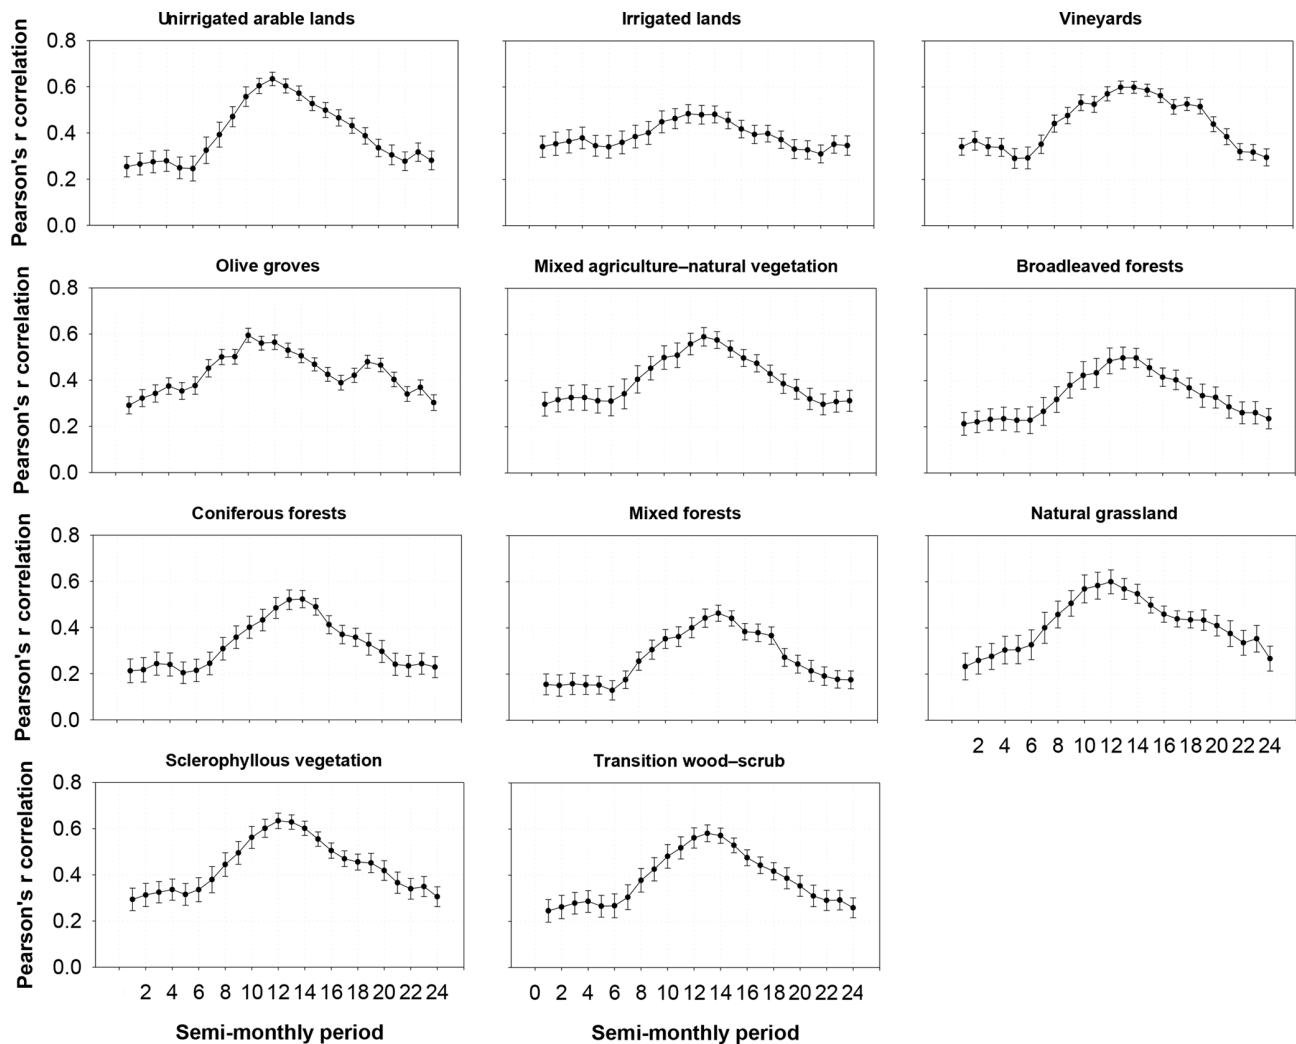 Unirrigated arable lands
Irrigated lands
Vineyards
Pearson's r correlation
0.8
0.6
0.4
0.2
0.0
Olive groves
Mixed agriculture–natural vegetation
Broadleaved forests
Pearson's r correlation
0.8
0.6
0.4
0.2
0.0
Coniferous forests
Mixed forests
Natural grassland
Pearson's r correlation
0.8
0.6
0.4
0.2
0.0
2 4 6 8 10 12 14 16 18 20 22 24
Sclerophyllous vegetation
Transition wood–scrub
Pearson's r correlation
0.8
0.6
0.4
0.2
0.0
2 4 6 8 10 12 14 16 18 20 22 24
0 2 4 6 8 10 12 14 16 18 20 22 24
Semi-monthly period
Semi-monthly period